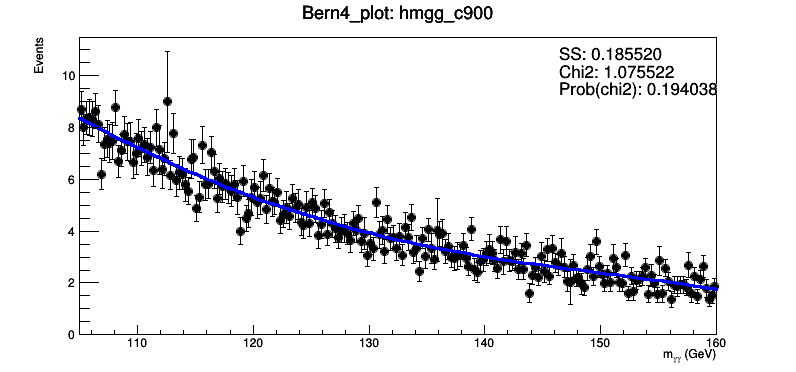 Bern4_plot: hmgg_c900
Events
SS: 0.185520
Chi2: 1.075522
Prob(chi2): 0.194038
10
8
6
4
2
0
110 120 130 140 150 160
m_γγ (GeV)